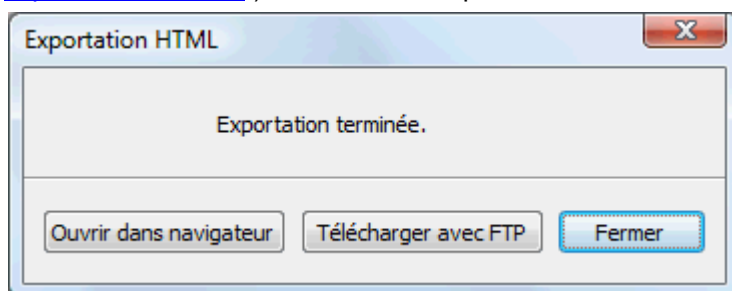 Exportation HTML
Exportation terminée.
Ouvrir dans navigateur Télécharger avec FTP Fermer